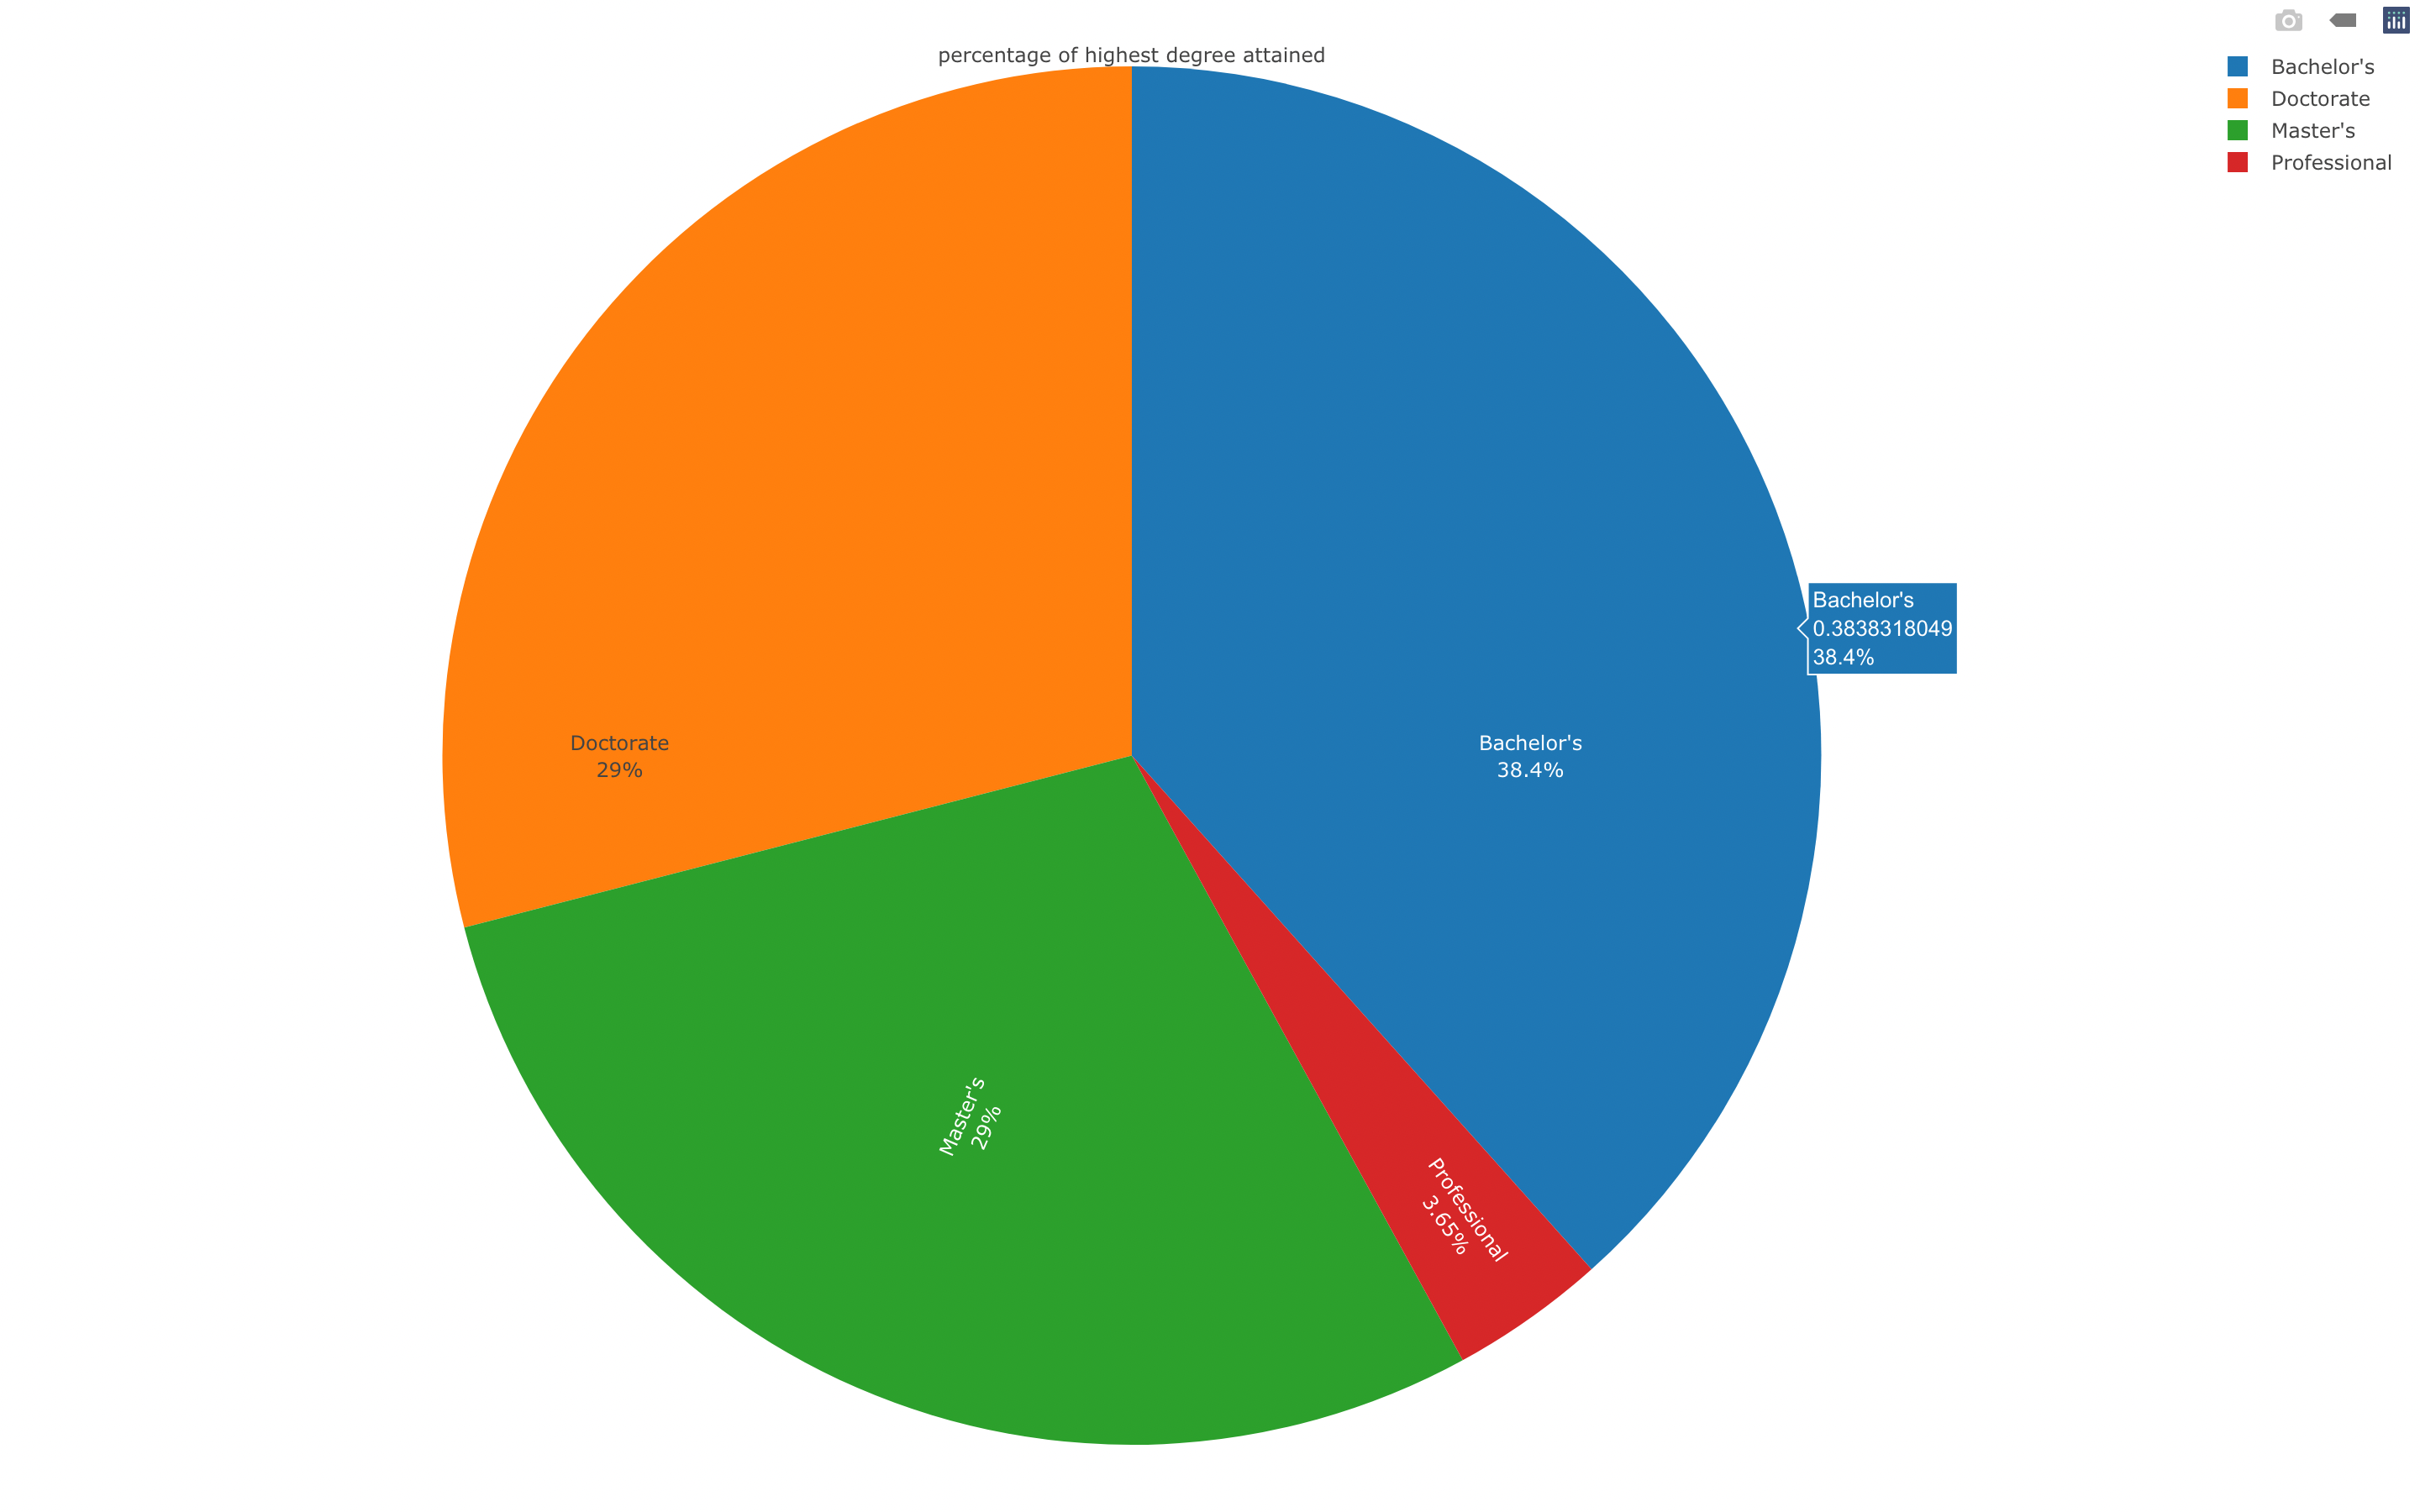 percentage of highest degree attained
Bachelor's
Doctorate
Master's
Professional
Bachelor's
0.3838318049
38.4%
Doctorate
29%
Bachelor's
38.4%
Master's
29%
Professional
3.65%